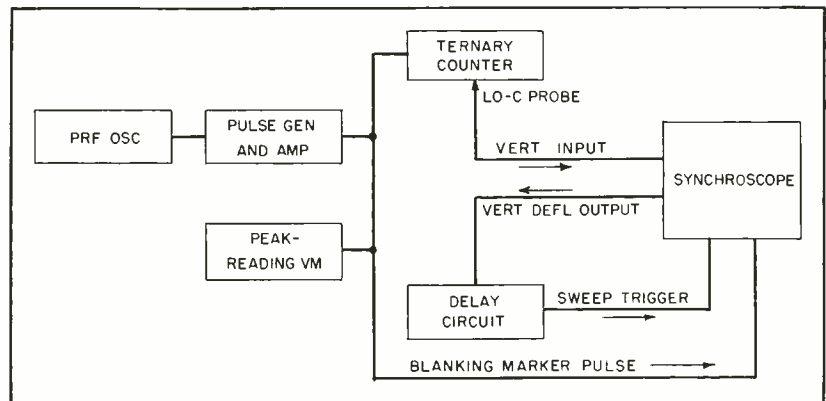 TERNARY
COUNTER
LO-C PROBE
PRF OSC
PULSE GEN
AND AMP
VERT INPUT
SYNCHROSCOPE
VERT DEFL OUTPUT
PEAK-
READING VM
DELAY
CIRCUIT
SWEEP TRIGGER
BLANKING MARKER PULSE